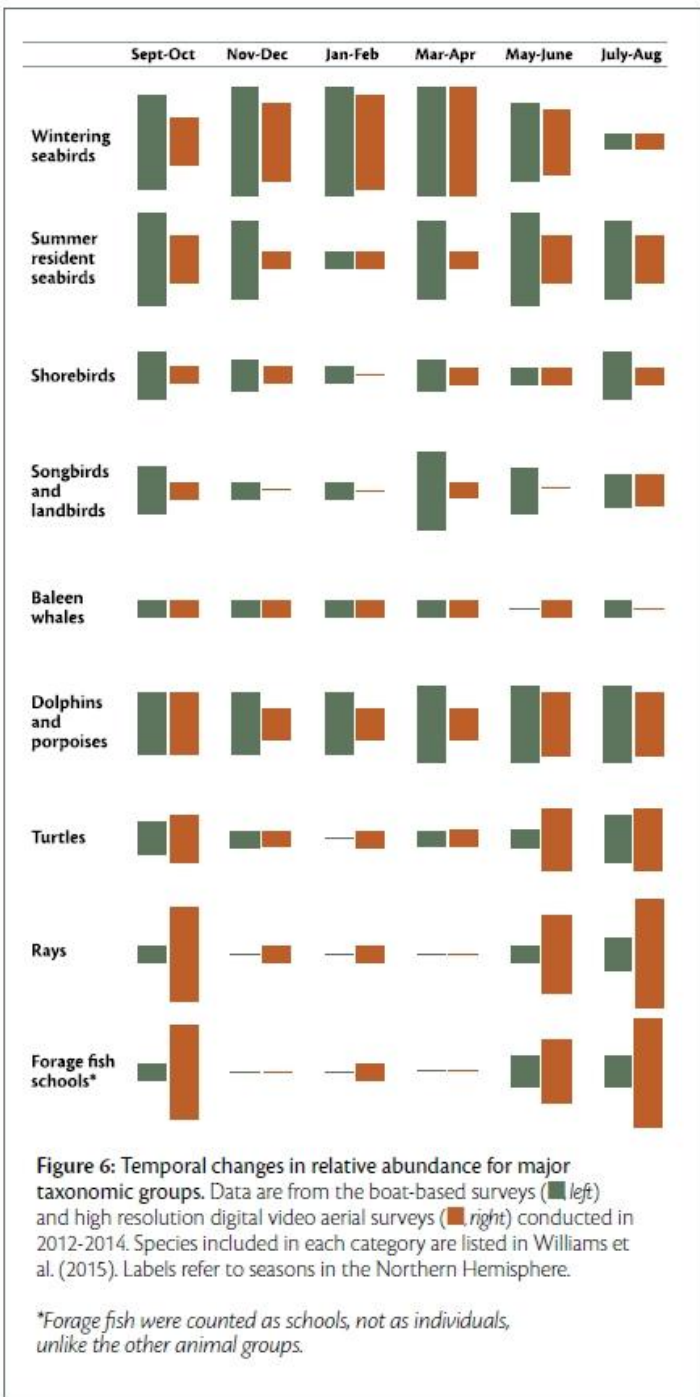 Sept-Oct Nov-Dec Jan-Feb Mar-Apr May-June July-Aug
Wintering
seabirds
Summer
resident
seabirds
Shorebirds
Songbirds
and
landbirds
Baleen
whales
Dolphins
and
porpoises
Turtles
Rays
Forage fish
schools*
Figure 6: Temporal changes in relative abundance for major
taxonomic groups. Data are from the boat-based surveys (left)
and high resolution digital video aerial surveys (right) conducted in
2012-2014. Species included in each category are listed in Williams et
al. (2015). Labels refer to seasons in the Northern Hemisphere.
*Forage fish were counted as schools, not as individuals,
unlike the other animal groups.